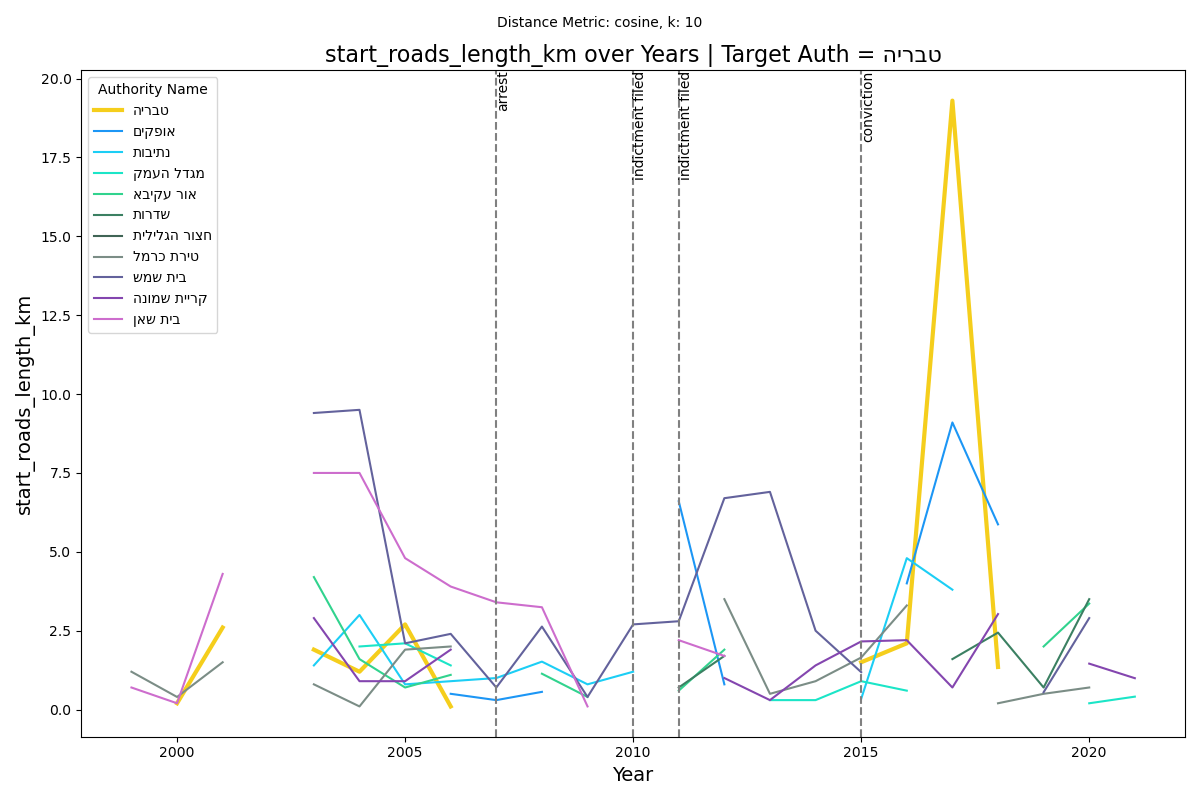 Distance Metric: cosine, k: 10
start_roads_length_km over Years | Target Auth = טבריה
Authority Name
טבריה
אופקים
נתיבות
מגדל העמק
אור עקיבא
שדרות
חצור הגלילית
טירת כרמל
בית שמש
קריית שמונה
בית שאן
arrest
indictment filed
indictment filed
conviction
start_roads_length_km
20.0
17.5
15.0
12.5
10.0
7.5
5.0
2.5
0.0
2000 2005 2010 2015 2020
Year